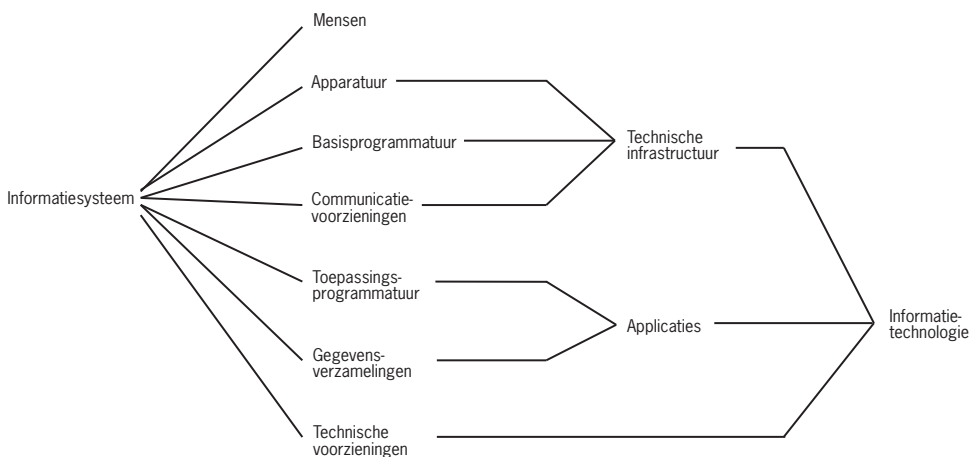 Mensen
Apparatuur
Basisprogrammatuur
Technische
infrastructuur
Informatiesysteem
Communicatie-
voorzieningen
Toepassings-
programmatuur
Applicaties
Informatie-
technologie
Gegevens-
verzamelingen
Technische
voorzieningen